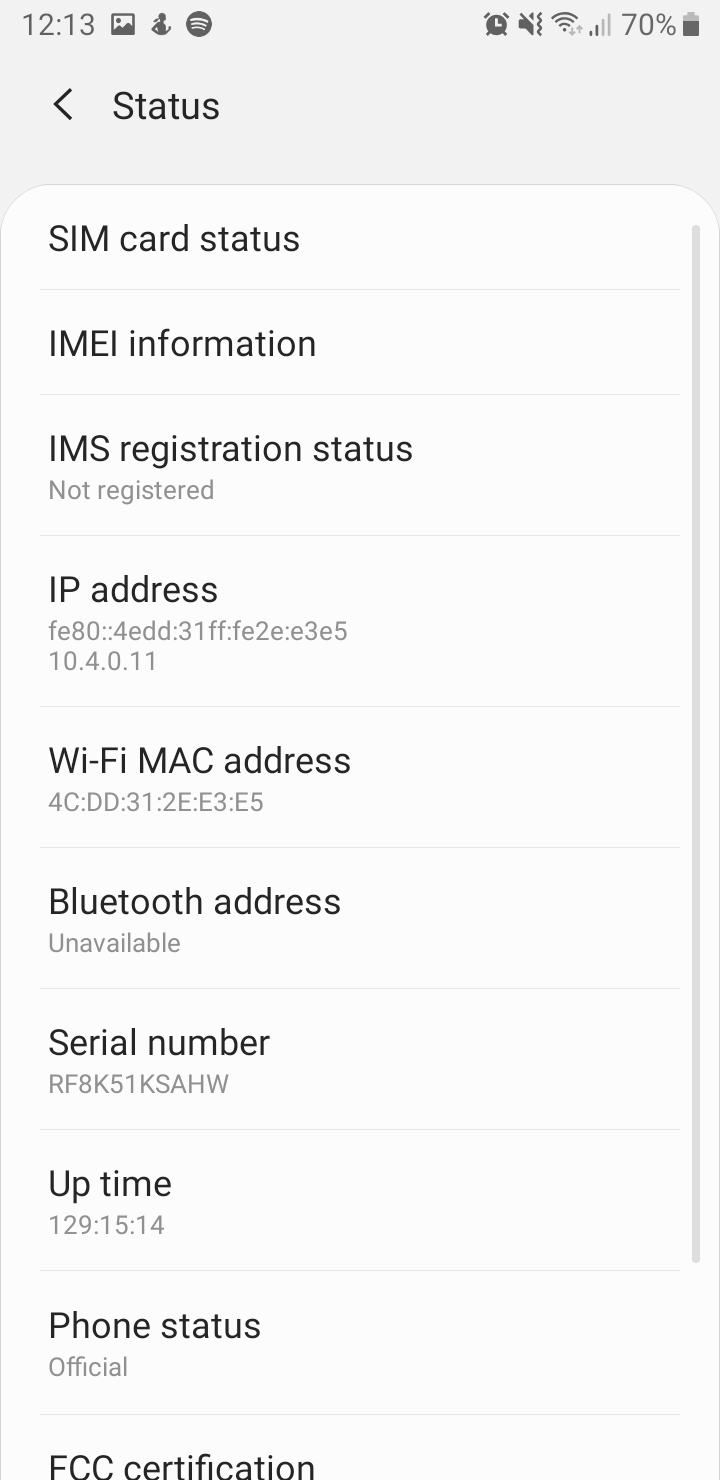 12:13 70%
Status
SIM card status
IMEI information
IMS registration status
Not registered
IP address
fe80::4edd:31ff:fe2e:e3e5
10.4.0.11
Wi-Fi MAC address
4C:DD:31:2E:E3:E5
Bluetooth address
Unavailable
Serial number
RF8K51KSAHW
Up time
129:15:14
Phone status
Official
FCC certification